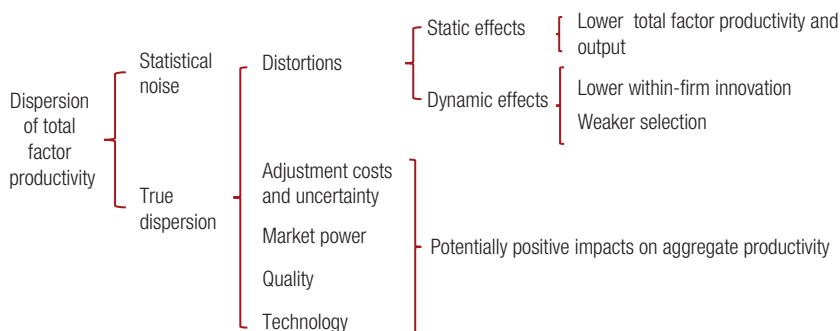 Dispersion
of total
factor
productivity
Statistical
noise
True
dispersion
Distortions
Adjustment costs
and uncertainty
Market power
Quality
Technology
Static effects
Dynamic effects
Lower total factor productivity and
output
Lower within-firm innovation
Weaker selection
Potentially positive impacts on aggregate productivity